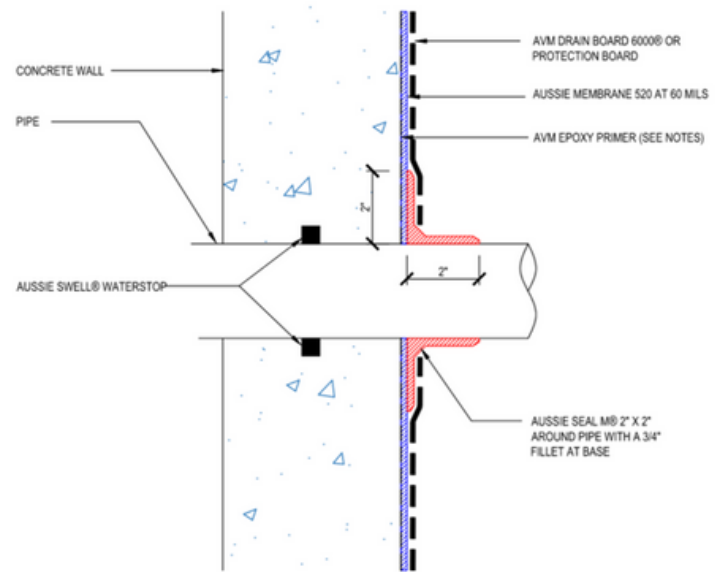 AVM DRAIN BOARD 6000® OR
PROTECTION BOARD
CONCRETE WALL
AUSSIE MEMBRANE 520 AT 60 MILS
PIPE
AVM EPOXY PRIMER (SEE NOTES)
2"
2"
AUSSIE SWELL® WATERSTOP
AUSSIE SEAL M® 2" X 2"
AROUND PIPE WITH A 3/4"
FILLET AT BASE